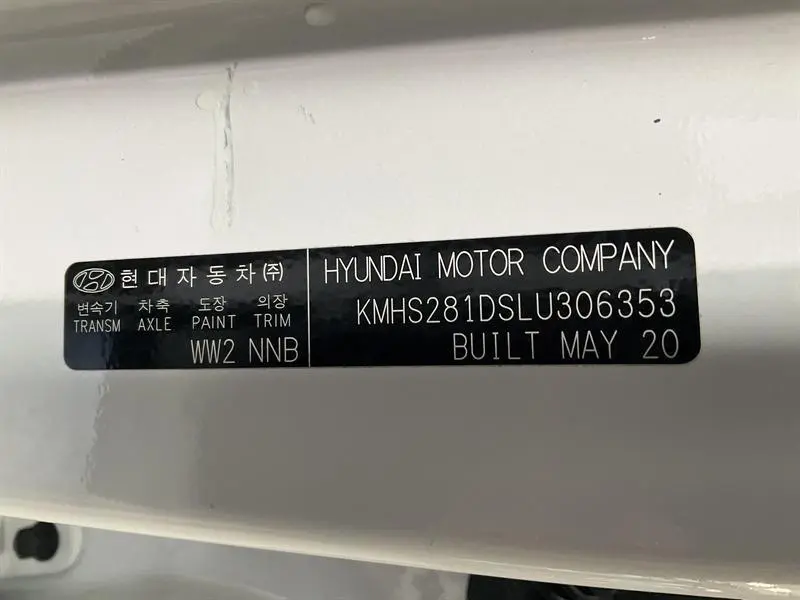 현대자동차㈜
변속기 차축 도장 의장
TRANSM AXLE PAINT TRIM
WW2 NNB
HYUNDAI MOTOR COMPANY
KMHS281DSLU306353
BUILT MAY 20